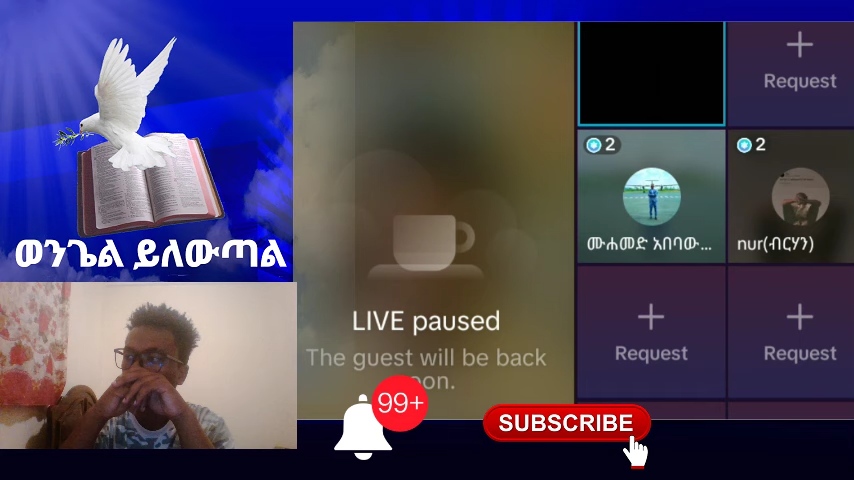 ወንጌል ይለውጣል
LIVE paused
The guest will be back
soon.
99+
SUBSCRIBE
Request
2
2
ሙሐመድ አበባው...
nur(ብርሃን)
Request
Request